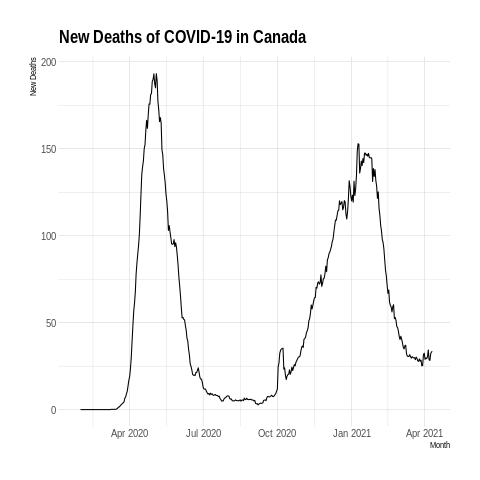 New Deaths of COVID-19 in Canada
New Deaths
200
150
100
50
0
Apr 2020
Jul 2020
Oct 2020
Jan 2021
Apr 2021
Month